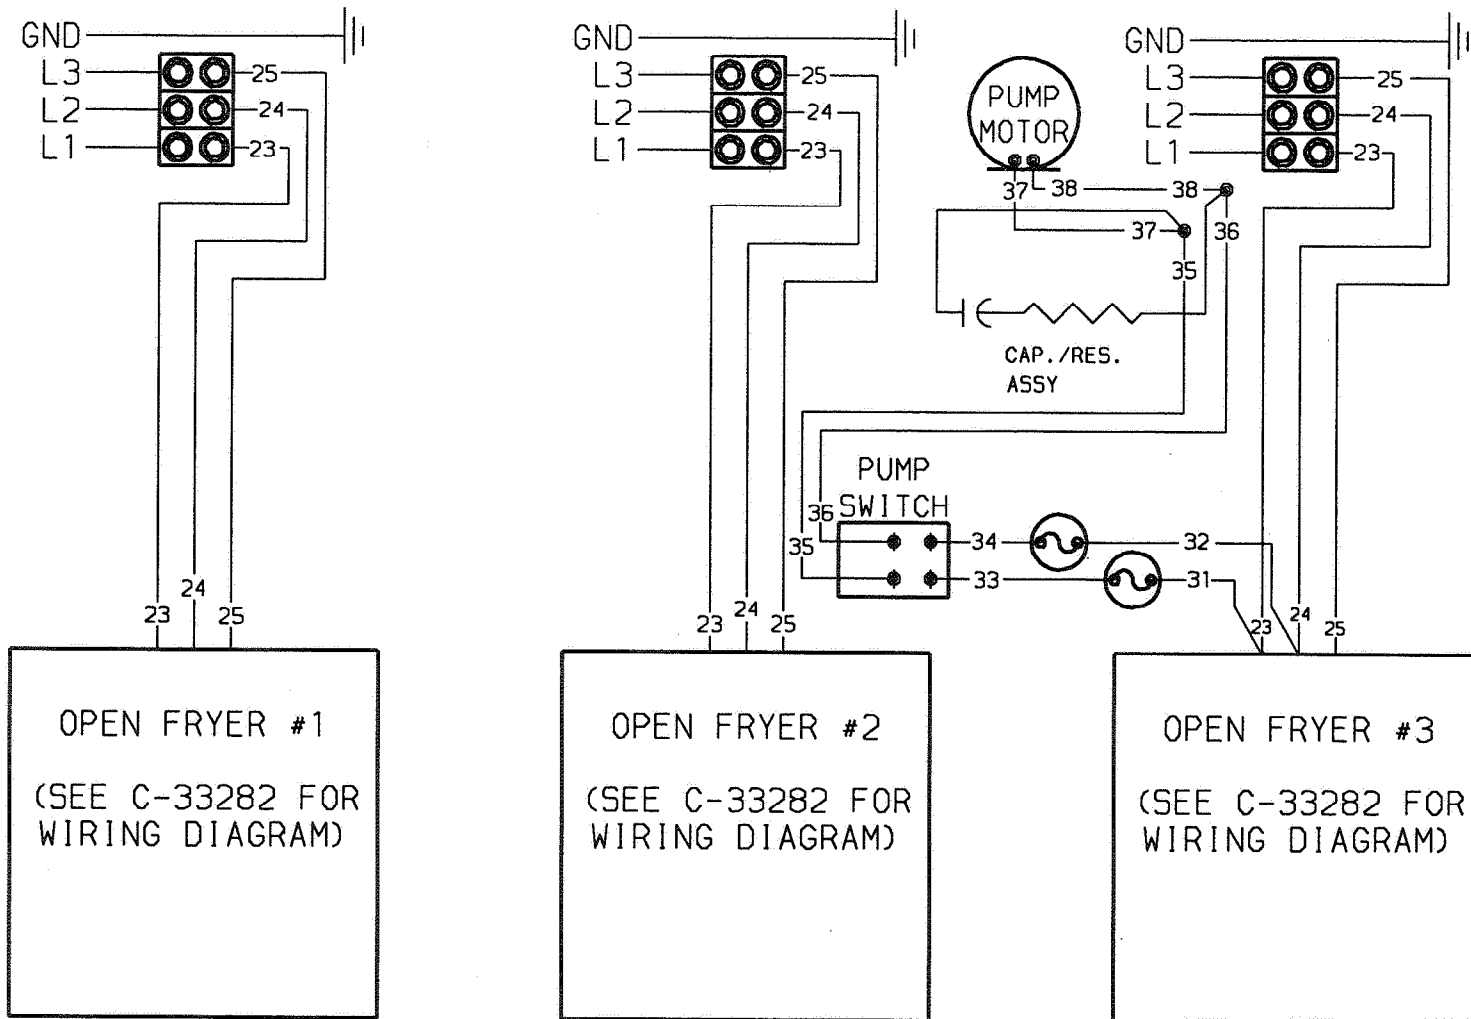 GND
L3
L2
L1
25
24
23
23
24
25
OPEN FRYER #1
(SEE C-33282 FOR
WIRING DIAGRAM)
GND
L3
L2
L1
25
24
23
23
24
25
OPEN FRYER #2
(SEE C-33282 FOR
WIRING DIAGRAM)
PUMP
MOTOR
37
38
38
37
36
35
CAP./RES.
ASSY
PUMP
SWITCH
36
35
34
32
33
31
GND
L3
L2
L1
25
24
23
23
24
25
OPEN FRYER #3
(SEE C-33282 FOR
WIRING DIAGRAM)